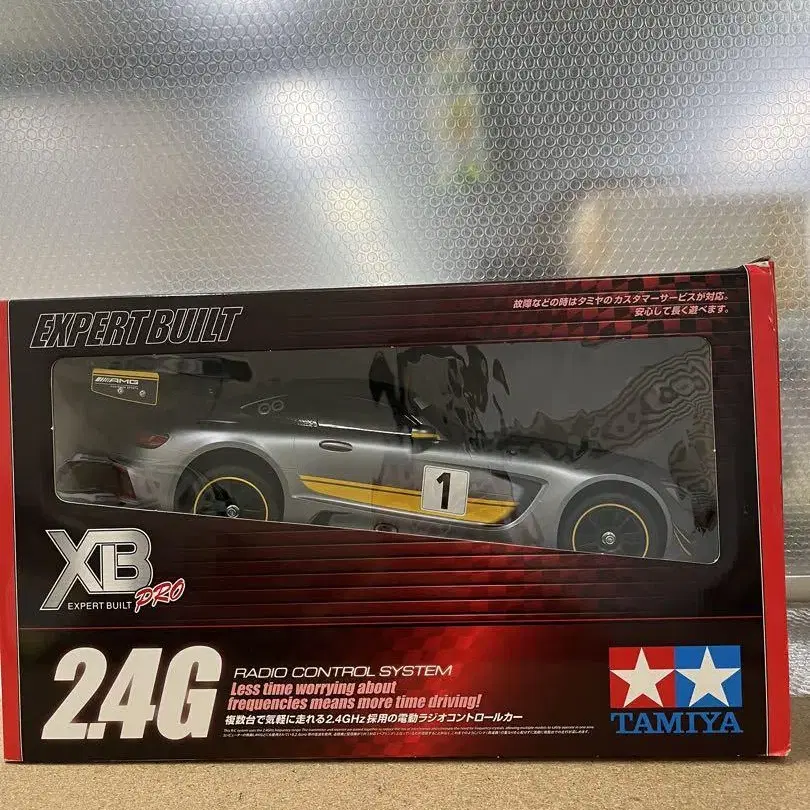 EXPERT BUILT
故障などの時はタミヤのカスタマーサービスが対応。
安心して長く遊べます。
AMG
1
XB
EXPERT BUILT PRO
2.4G
RADIO CONTROL SYSTEM
Less time worrying about
frequencies means more time driving!
複数台で気軽に走れる2.4GHz採用の電動ラジオコントロールカー
TAMIYA